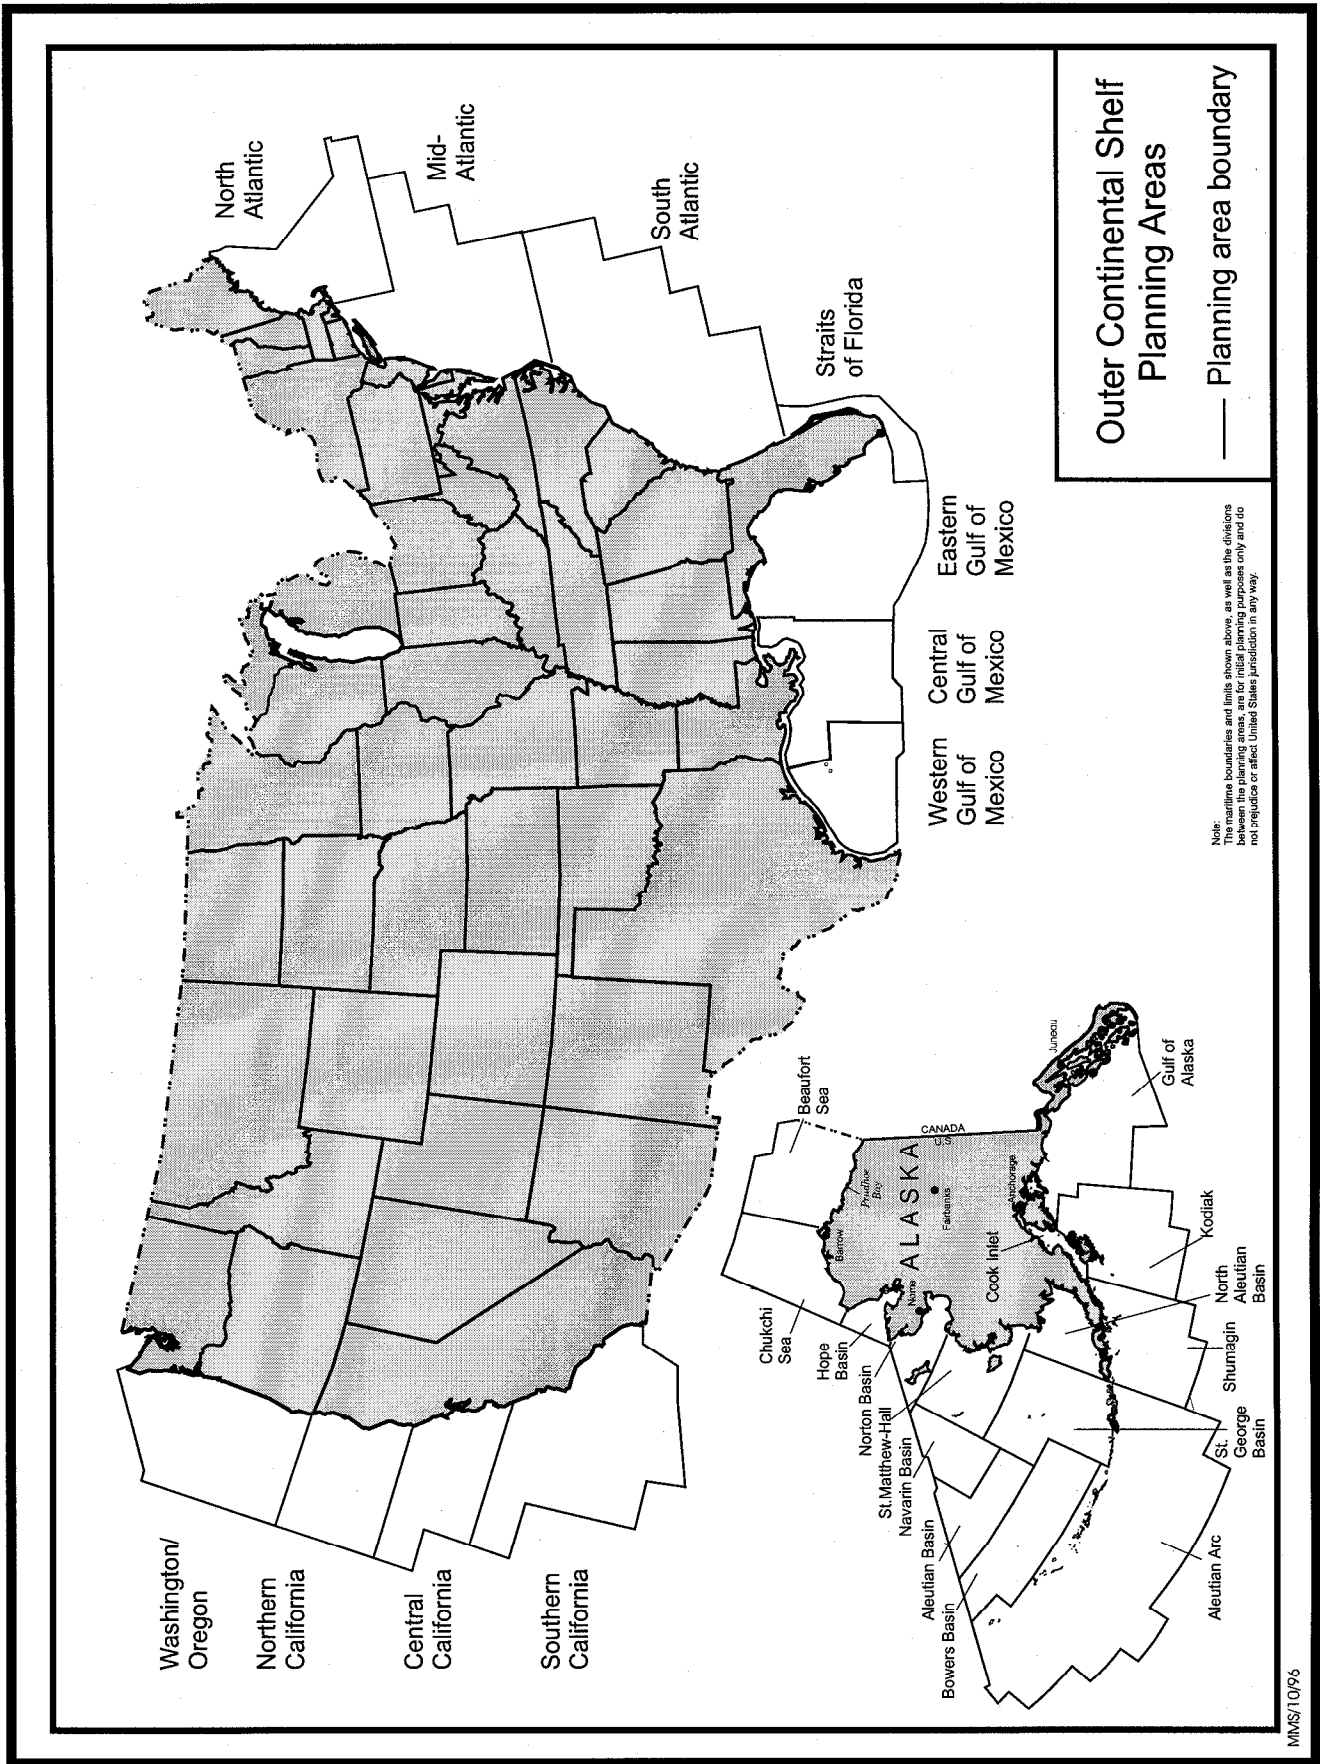 Outer Continental Shelf
Planning Areas
Planning area boundary
Washington/
Oregon
Northern
California
Central
California
Southern
California
North
Atlantic
Mid-
Atlantic
South
Atlantic
Straits
of Florida
Eastern
Gulf of
Mexico
Central
Gulf of
Mexico
Western
Gulf of
Mexico
Beaufort
Sea
Chukchi
Sea
Hope
Basin
Norton Basin
St.Matthew-Hall
Navarin Basin
Aleutian Basin
Bowers Basin
Aleutian Arc
St.
George
Basin
Shumagin
North
Aleutian
Basin
Kodiak
Gulf of
Alaska
Cook Inlet
ALASKA
Barrow
Prudhoe
Bay
Nome
Fairbanks
Anchorage
Juneau
CANADA
U.S.
Note:
The maritime boundaries and limits shown above, as well as the divisions
between the planning areas, are for initial planning purposes only and do
not prejudice or affect United States jurisdiction in any way.
MMS/10/96